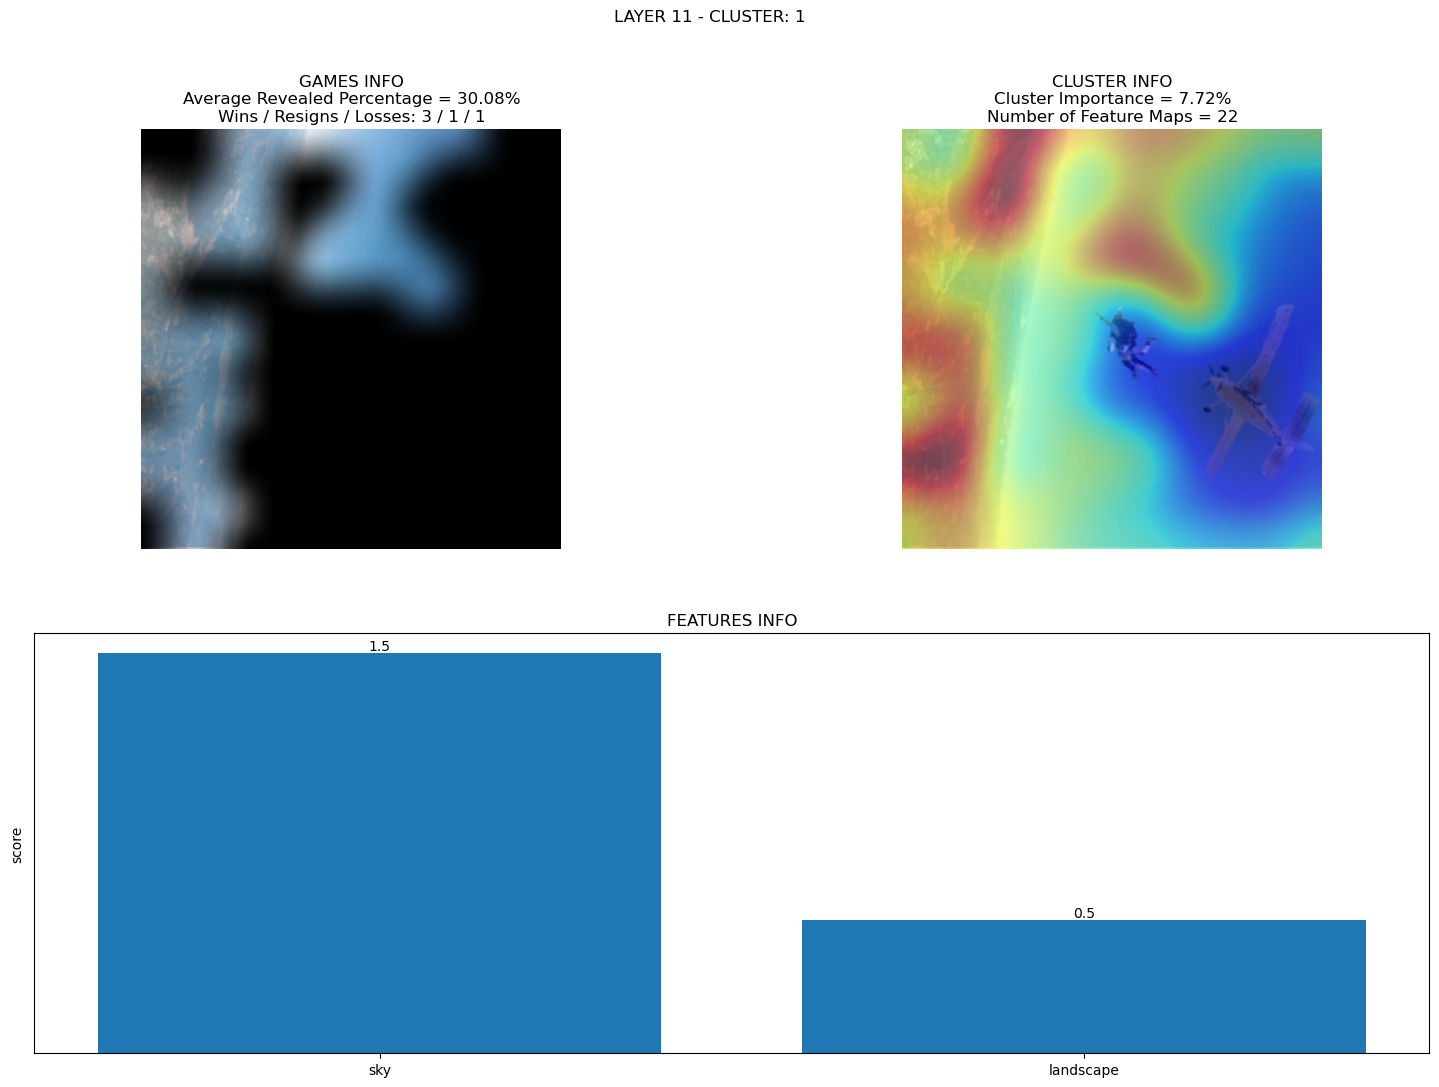 LAYER 11 - CLUSTER: 1
GAMES INFO
Average Revealed Percentage = 30.08%
Wins / Resigns / Losses: 3 / 1 / 1
CLUSTER INFO
Cluster Importance = 7.72%
Number of Feature Maps = 22
FEATURES INFO
score
1.5
0.5
sky
landscape